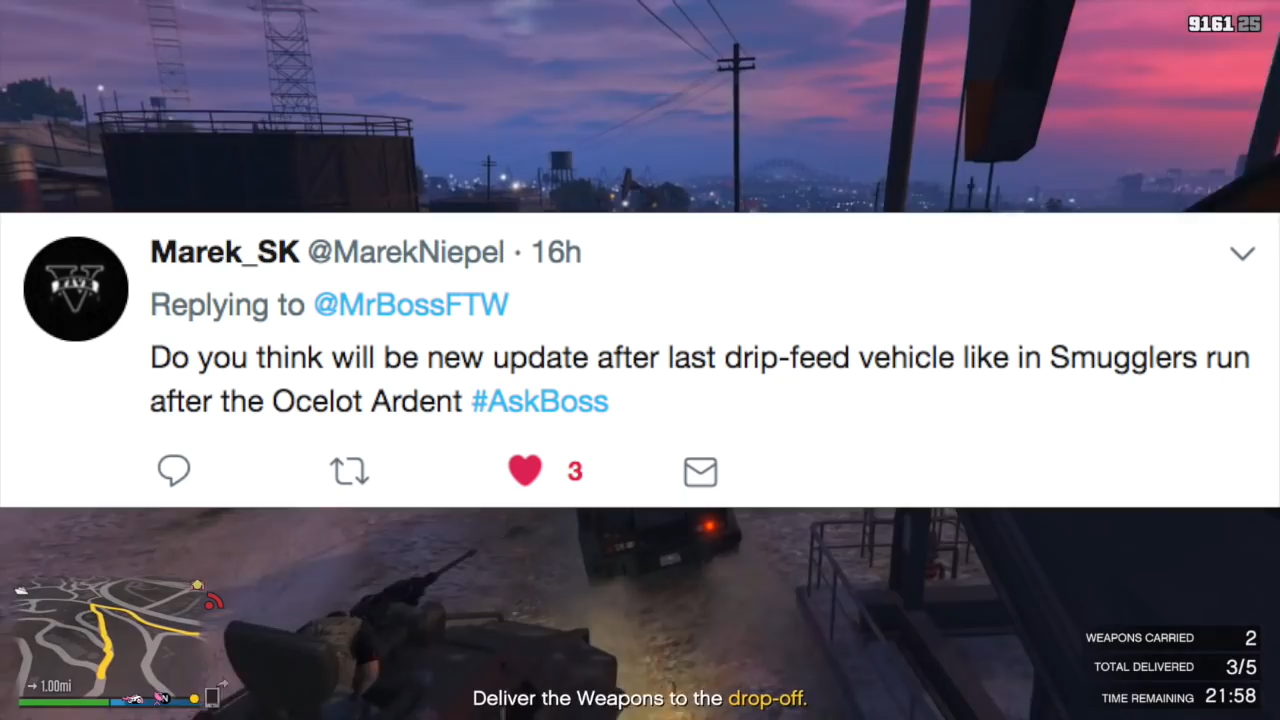 9161 25
Marek_SK @MarekNiepel · 16h
Replying to @MrBossFTW
Do you think will be new update after last drip-feed vehicle like in Smugglers run
after the Ocelot Ardent #AskBoss
3
WEAPONS CARRIED 2
TOTAL DELIVERED 3/5
TIME REMAINING 21:58
1.00mi
N
Deliver the Weapons to the drop-off.